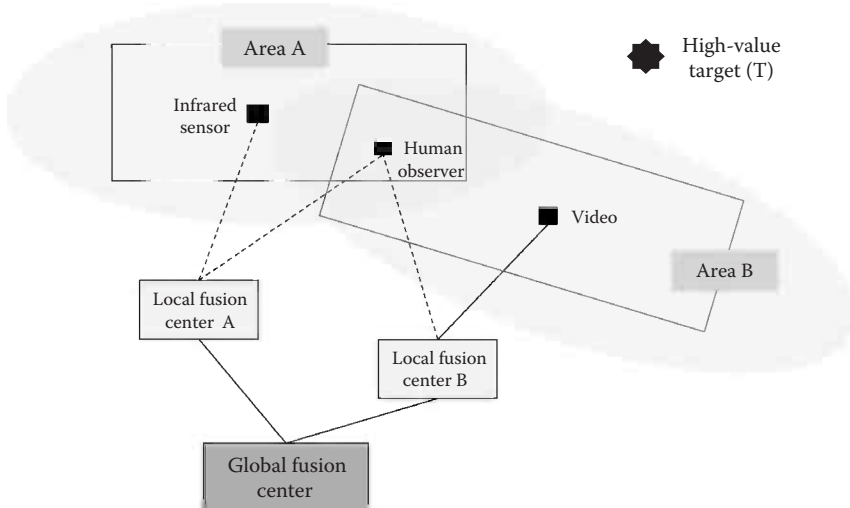 Area A
High-value
target (T)
Infrared
sensor
Human
observer
Video
Area B
Local fusion
center A
Local fusion
center B
Global fusion
center